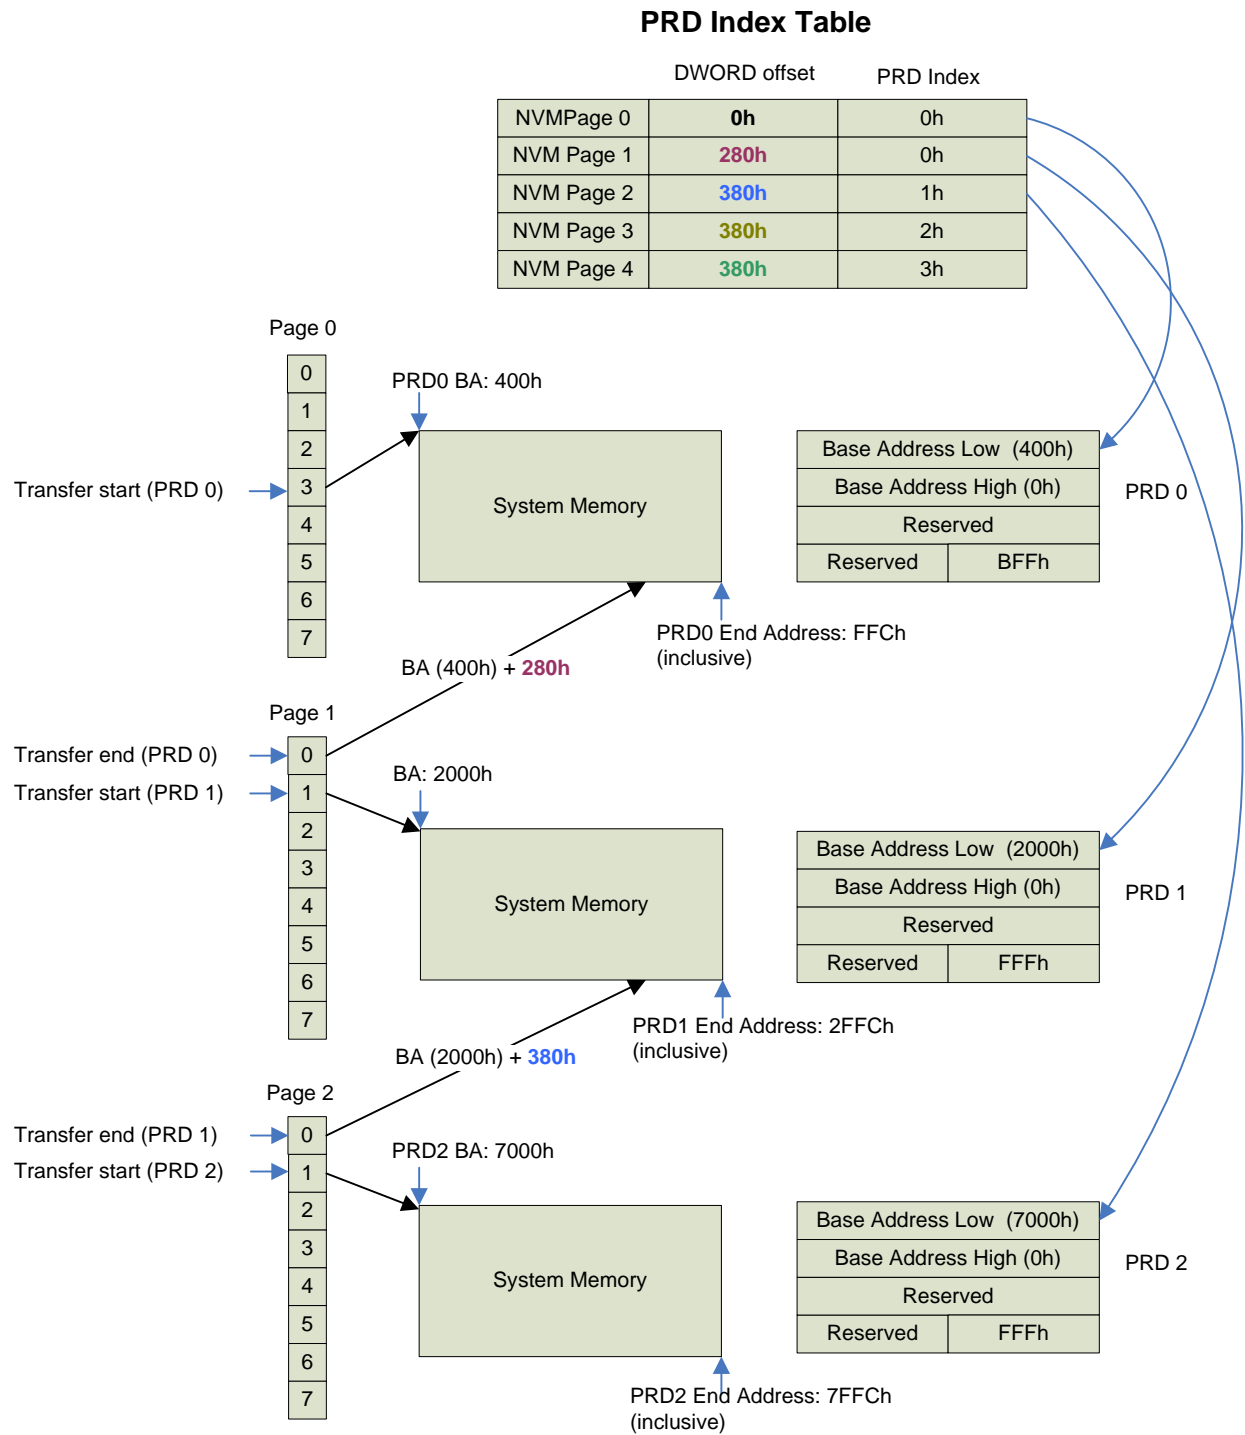 PRD Index Table
DWORD offset PRD Index
NVMPage 0 0h 0h
NVM Page 1 280h 0h
NVM Page 2 380h 1h
NVM Page 3 380h 2h
NVM Page 4 380h 3h
Page 0
0
1
2
3
4
5
6
7
Transfer start (PRD 0)
PRD0 BA: 400h
System Memory
PRD0 End Address: FFCh
(inclusive)
Base Address Low (400h)
Base Address High (0h)
Reserved
Reserved BFFh
PRD 0
BA (400h) + 280h
Page 1
0
1
2
3
4
5
6
7
Transfer end (PRD 0)
Transfer start (PRD 1)
BA: 2000h
System Memory
PRD1 End Address: 2FFCh
(inclusive)
Base Address Low (2000h)
Base Address High (0h)
Reserved
Reserved FFFh
PRD 1
BA (2000h) + 380h
Page 2
0
1
2
3
4
5
6
7
Transfer end (PRD 1)
Transfer start (PRD 2)
PRD2 BA: 7000h
System Memory
PRD2 End Address: 7FFCh
(inclusive)
Base Address Low (7000h)
Base Address High (0h)
Reserved
Reserved FFFh
PRD 2